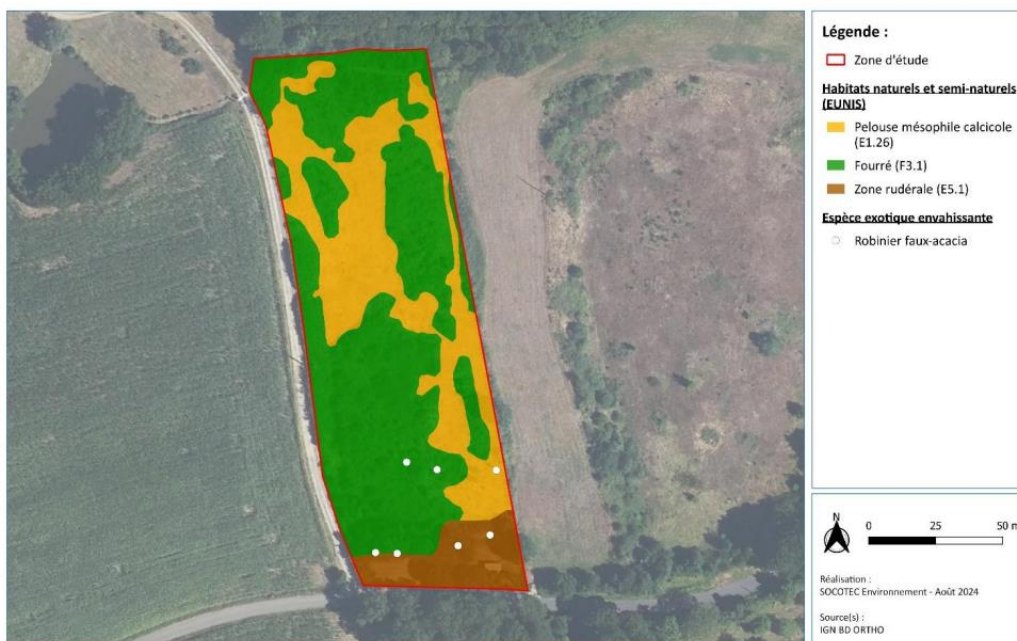 Légende :
Zone d'étude
Habitats naturels et semi-naturels
(EUNIS)
Pelouse mésophile calcicole
(E1.26)
Fourré (F3.1)
Zone rudérale (E5.1)
Espèce exotique envahissante
Robinier faux-acacia
N
0 25 50 m
Réalisation :
SOCOTEC Environnement - Août 2024
Source(s) :
IGN BD ORTHO